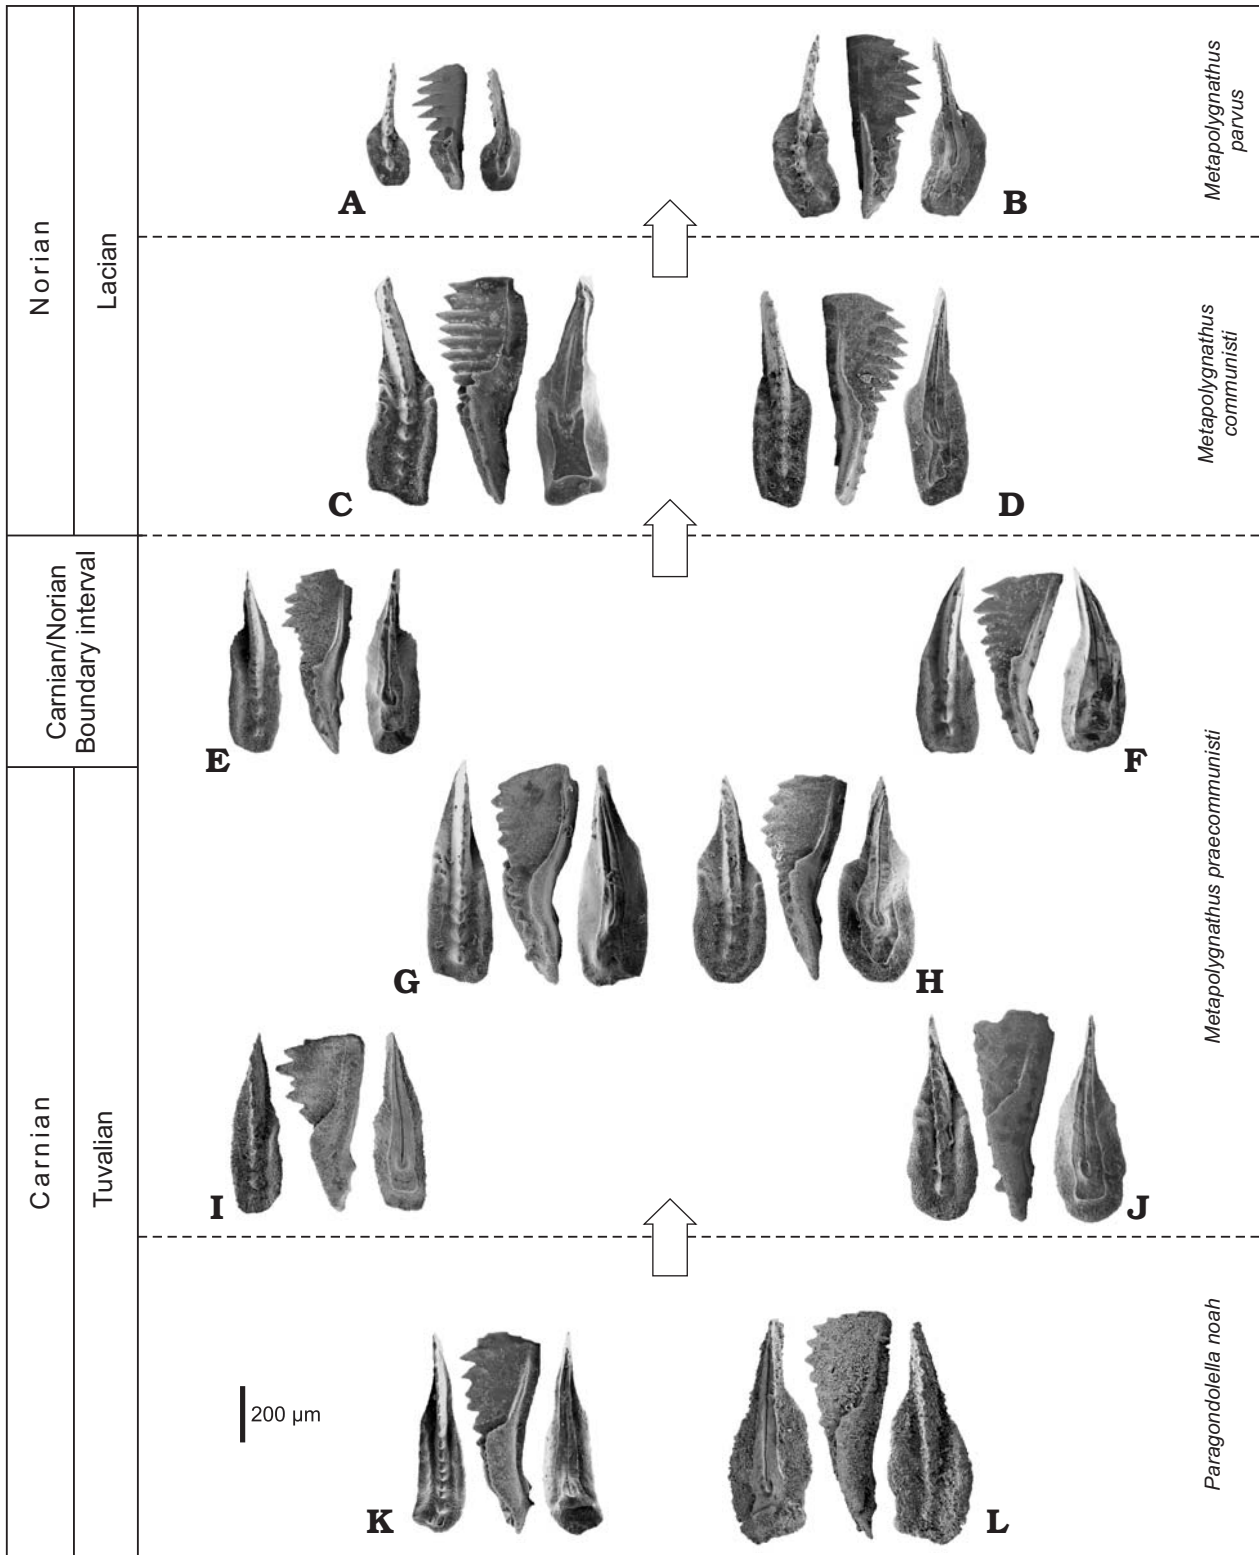 Norian
Lacian
A
B
Metapolygnathus
parvus
C
D
Metapolygnathus
communisti
Carnian/Norian
Boundary interval
E
F
G
H
Metapolygnathus praecommunisti
Carnian
Tuvalian
I
J
200 µm
K
L
Paragondolella noah